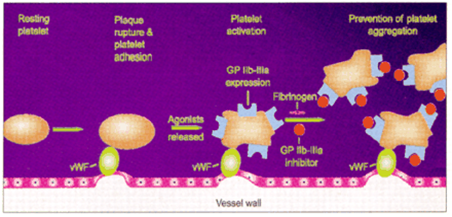 Resting
platelet
Plaque
rupture &
platelet
adhesion
Platelet
activation
Prevention of platelet
aggregation
GP IIb-IIIa
expression
Fibrinogen
Agonists
released
GP IIb-IIIa
inhibitor
vWF
vWF
vWF
Vessel wall